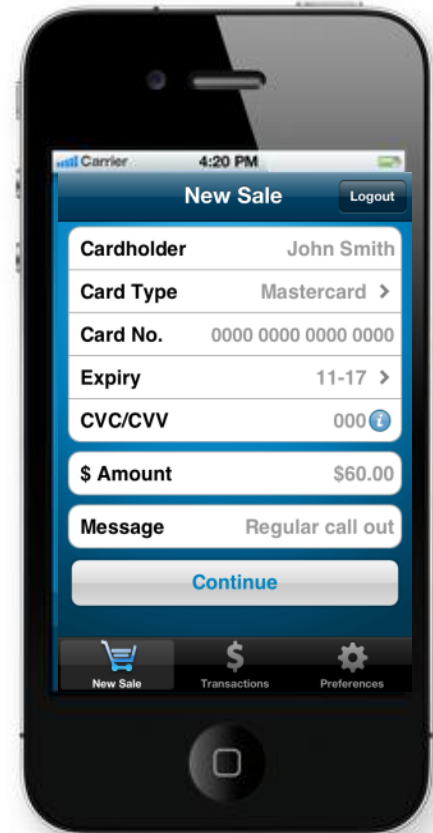 Carrier 4:20 PM
New Sale Logout
Cardholder John Smith
Card Type Mastercard >
Card No. 0000 0000 0000 0000
Expiry 11-17 >
CVC/CVV 000 i
$ Amount $60.00
Message Regular call out
Continue
New Sale Transactions Preferences